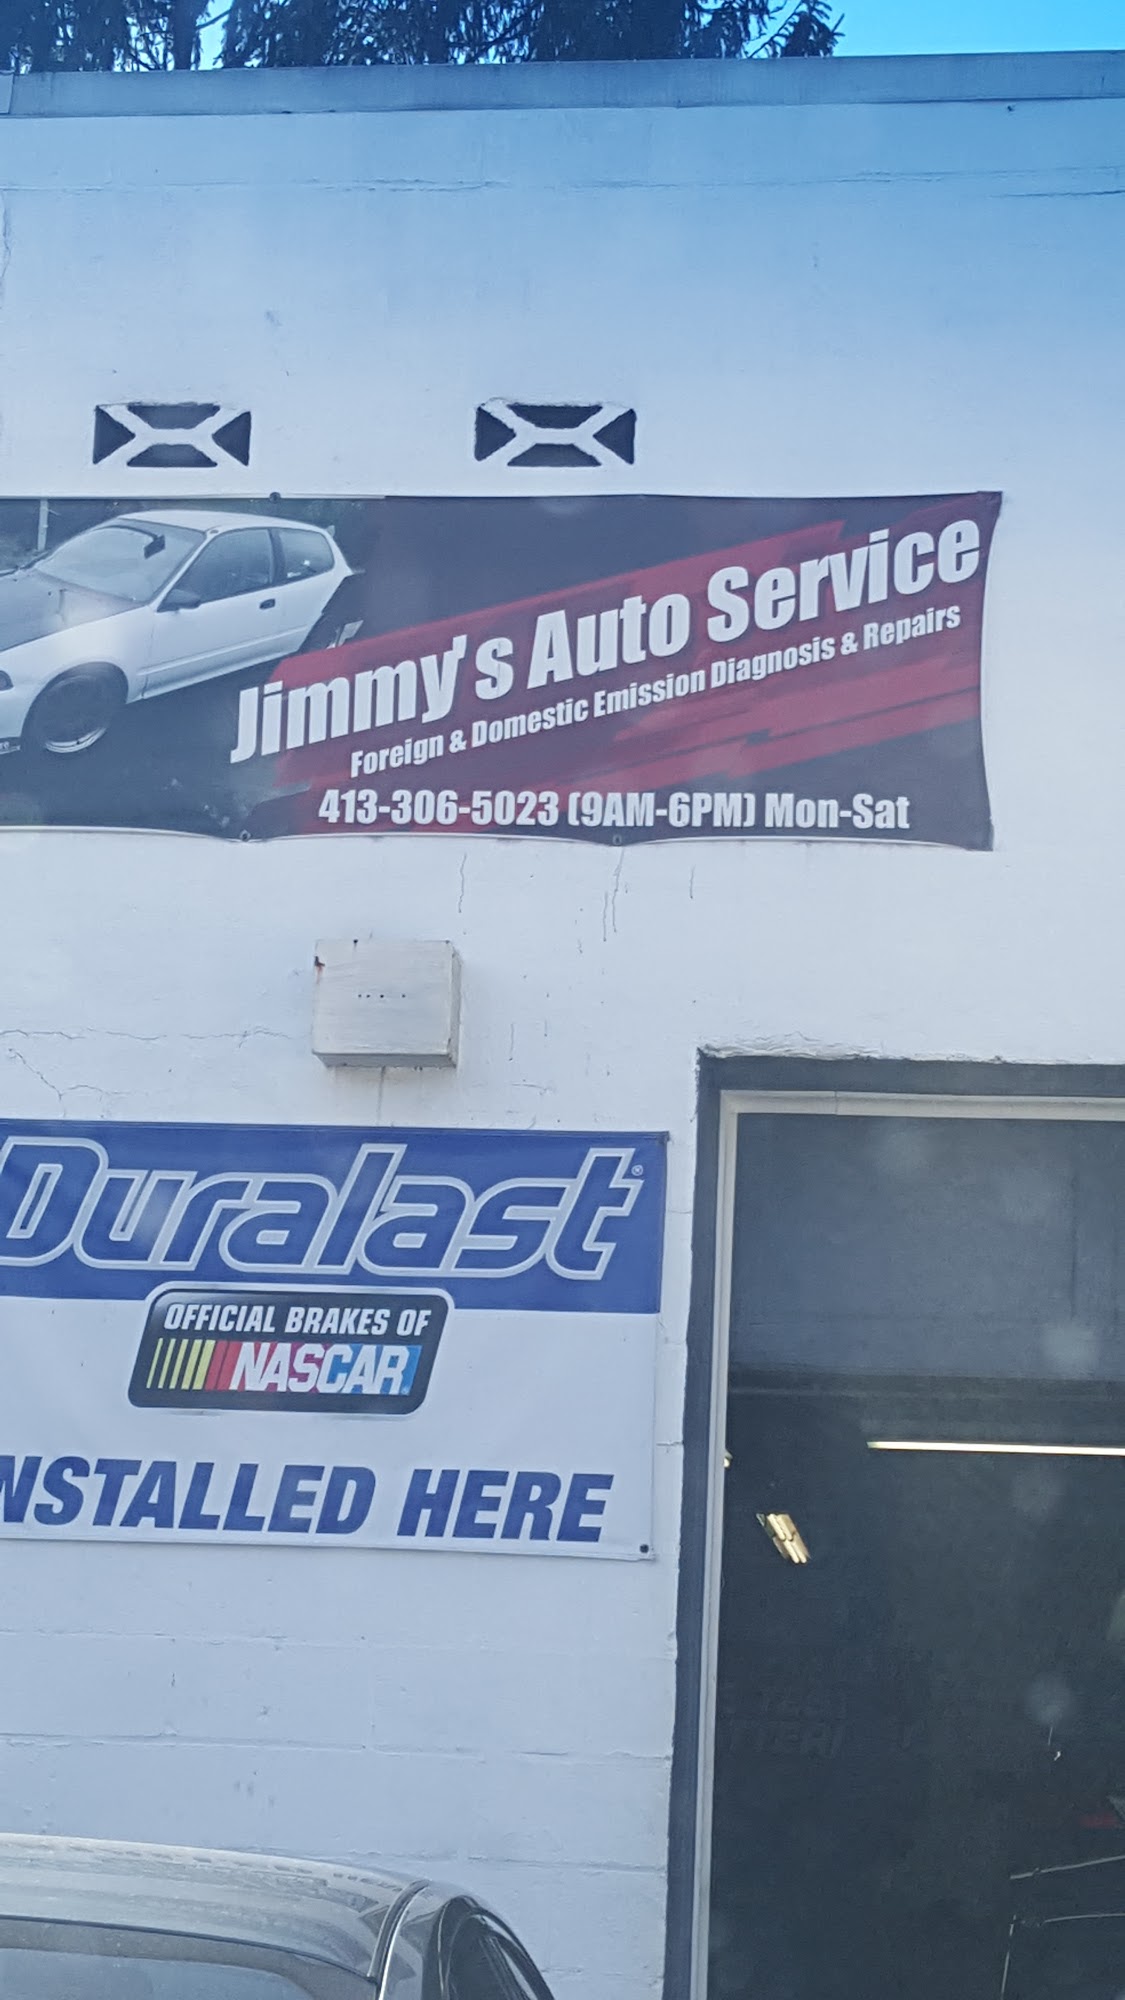 Jimmy's Auto Service
Foreign & Domestic Emission Diagnosis & Repairs
413-306-5023 (9AM-6PM) Mon-Sat
Duralast®
OFFICIAL BRAKES OF
NASCAR
NSTALLED HERE